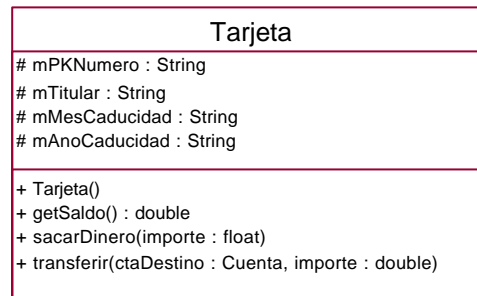 Tarjeta
# mPKNumero : String
# mTitular : String
# mMesCaducidad : String
# mAnoCaducidad : String
+ Tarjeta()
+ getSaldo() : double
+ sacarDinero(importe : float)
+ transferir(ctaDestino : Cuenta, importe : double)